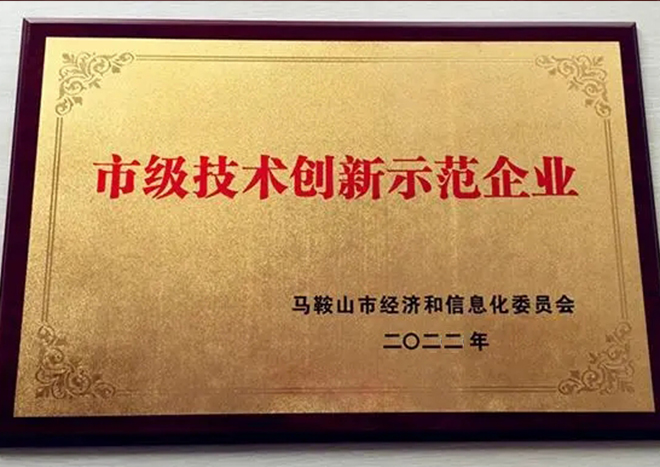 市级技术创新示范企业
马鞍山市经济和信息化委员会
二〇二二年